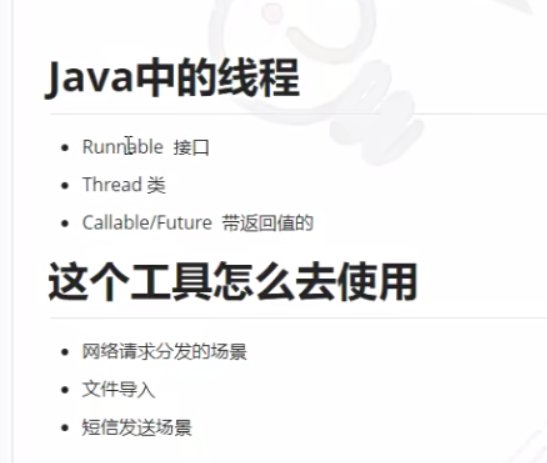 Java中的线程
Runnable 接口
Thread 类
Callable/Future 带返回值的
这个工具怎么去使用
网络请求分发的场景
文件导入
短信发送场景